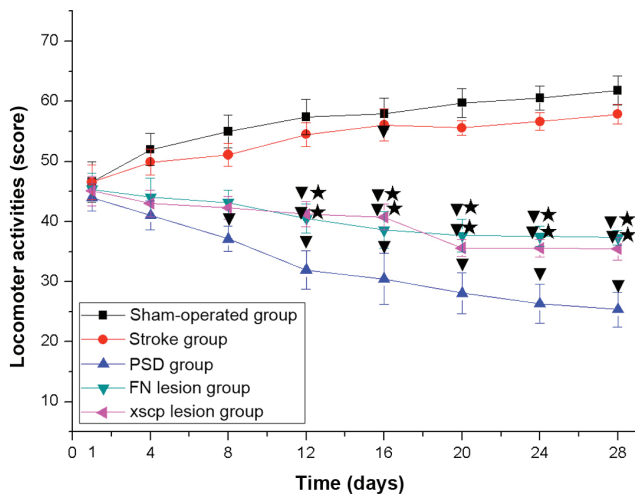 Locomoter activities (score)
70
60
50
40
30
20
10
Sham-operated group
Stroke group
PSD group
FN lesion group
xscp lesion group
0 1 4 8 12 16 20 24 28
Time (days)